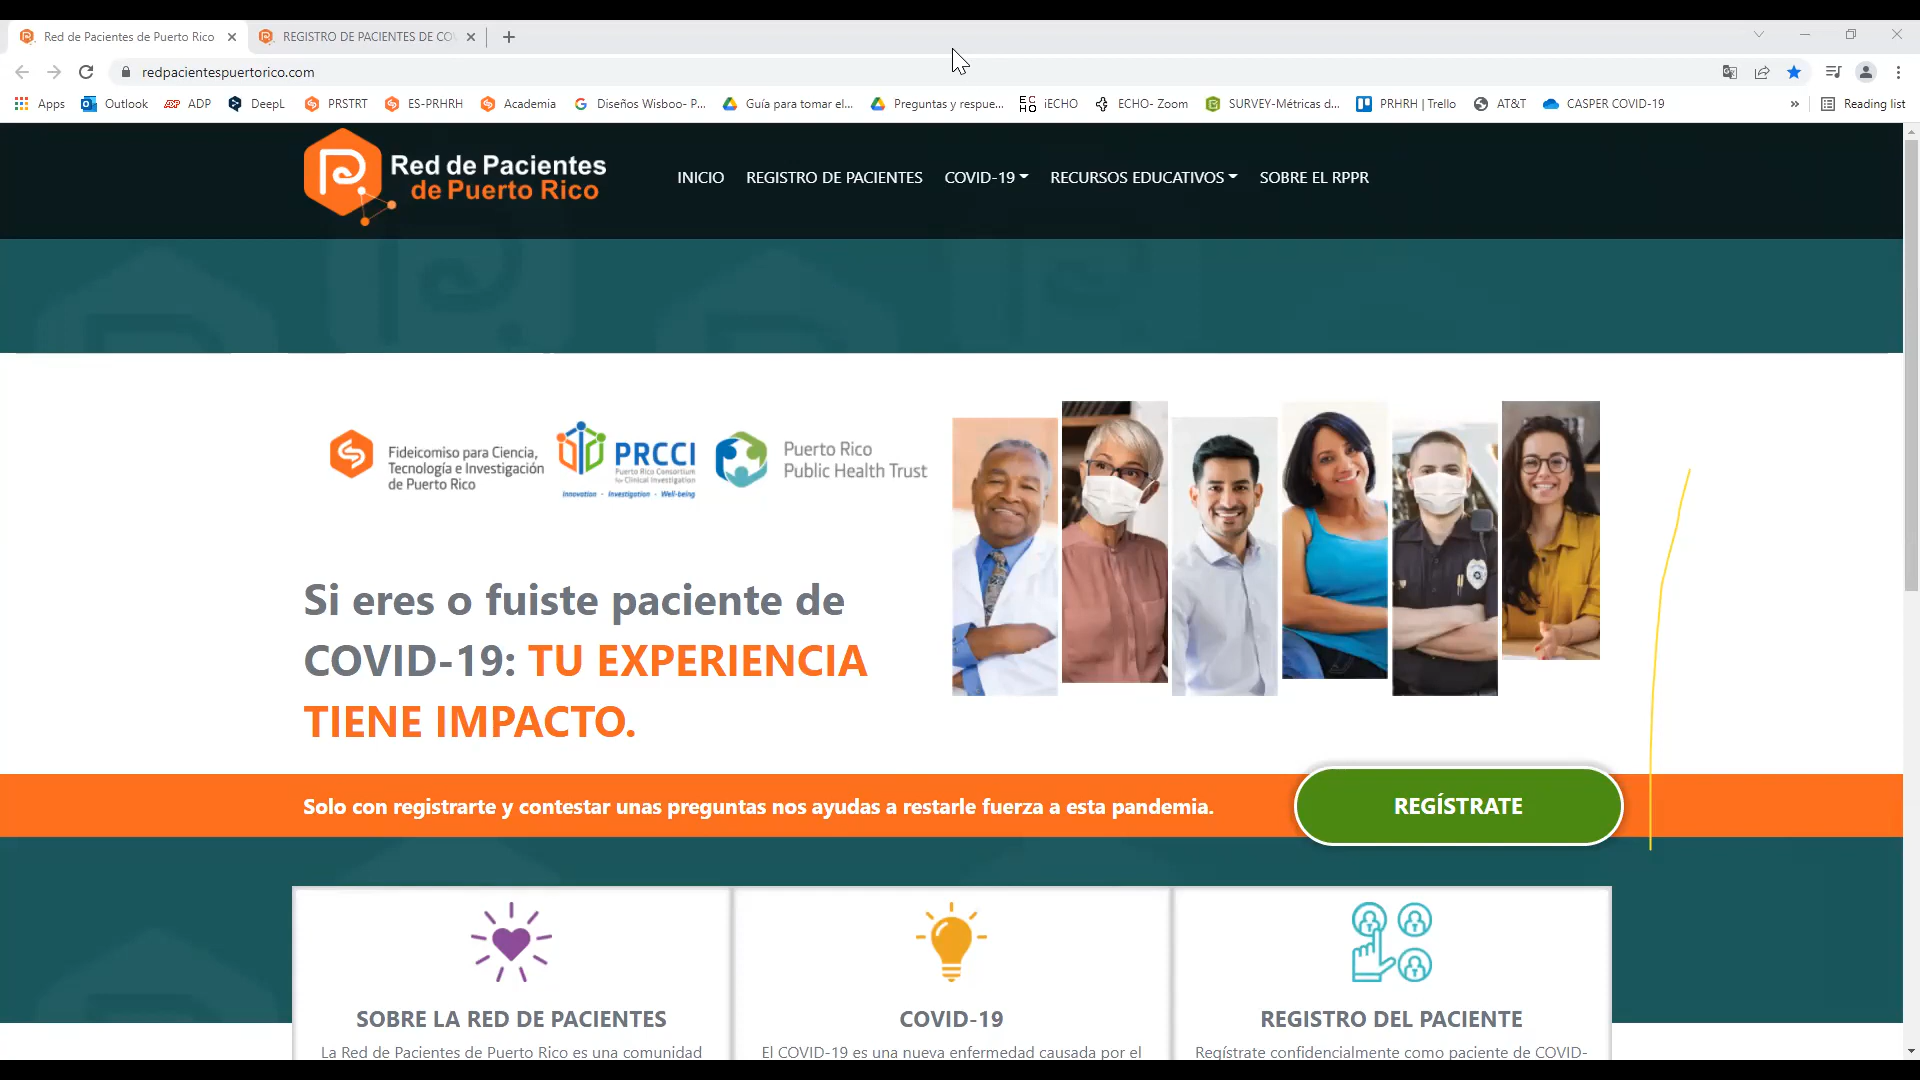 Red de Pacientes de Puerto Rico
REGISTRO DE PACIENTES DE CO
redpacientespuertorico.com
Apps Outlook ADP DeepL PRSTRT ES-PRHRH Academia Diseños Wisboo- P... Guía para tomar el... Preguntas y respue... ECHO iECHO ECHO- Zoom SURVEY-Métricas d... PRHRH | Trello AT&T CASPER COVID-19 » Reading list
Red de Pacientes
de Puerto Rico
INICIO REGISTRO DE PACIENTES COVID-19 RECURSOS EDUCATIVOS SOBRE EL RPPR
Fideicomiso para Ciencia,
Tecnología e Investigación
de Puerto Rico
PRCCI
Puerto Rico Consortium
for Clinical Investigation
Innovation · Investigation · Well-being
Puerto Rico
Public Health Trust
Si eres o fuiste paciente de
COVID-19: TU EXPERIENCIA
TIENE IMPACTO.
Solo con registrarte y contestar unas preguntas nos ayudas a restarle fuerza a esta pandemia.
REGÍSTRATE
SOBRE LA RED DE PACIENTES
La Red de Pacientes de Puerto Rico es una comunidad
COVID-19
El COVID-19 es una nueva enfermedad causada por el
REGISTRO DEL PACIENTE
Regístrate confidencialmente como paciente de COVID-